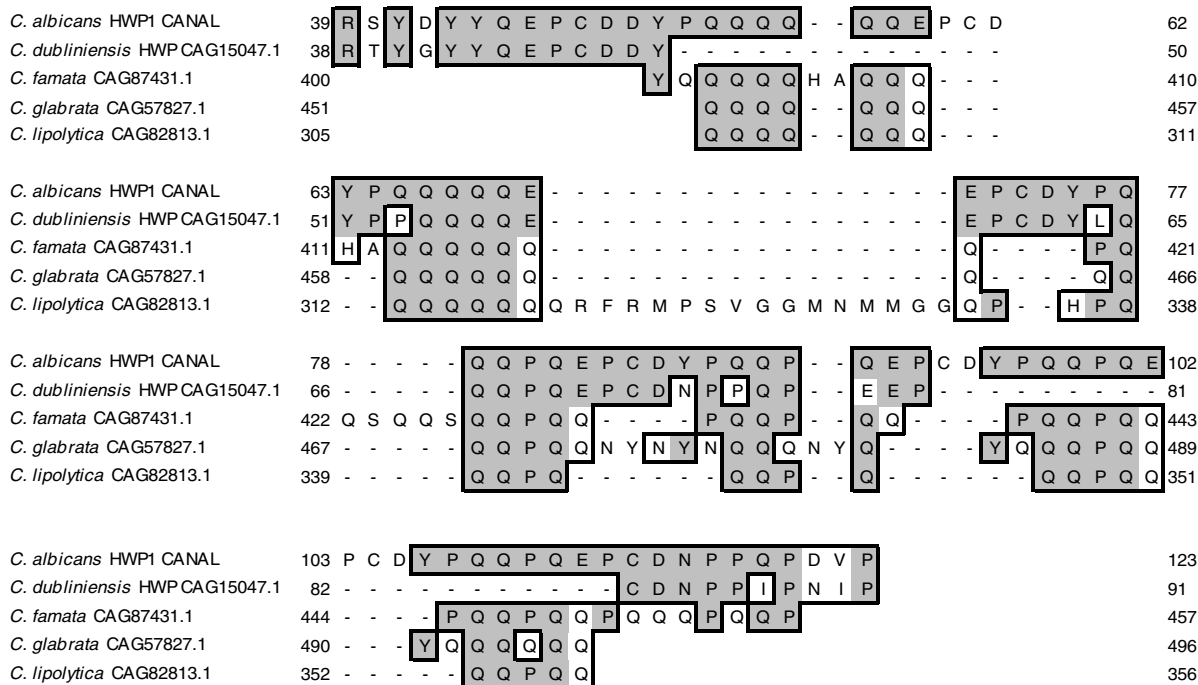 C. albicans HWP1 CANAL 39 R S Y D Y Y Q E P C D D Y P Q Q Q Q - - Q Q E P C D 62
C. dubliniensis HWP CAG15047.1 38 R T Y G Y Y Q E P C D D Y - - - - - - - - - - - - - 50
C. famata CAG87431.1 400 Y Q Q Q Q Q H A Q Q Q - - - 410
C. glabrata CAG57827.1 451 Q Q Q Q - - Q Q Q - - - 457
C. lipolytica CAG82813.1 305 Q Q Q Q - - Q Q Q - - - 311
C. albicans HWP1 CANAL 63 Y P Q Q Q Q Q E - - - - - - - - - - - - - - - - E P C D Y P Q 77
C. dubliniensis HWP CAG15047.1 51 Y P P Q Q Q Q E - - - - - - - - - - - - - - - - E P C D Y L Q 65
C. famata CAG87431.1 411 H A Q Q Q Q Q Q - - - - - - - - - - - - - - - - Q - - - - P Q 421
C. glabrata CAG57827.1 458 - - Q Q Q Q Q Q - - - - - - - - - - - - - - - - Q - - - - Q Q 466
C. lipolytica CAG82813.1 312 - - Q Q Q Q Q Q Q R F R M P S V G G M N M M G G Q P - - H P Q 338
C. albicans HWP1 CANAL 78 - - - - - Q Q P Q E P C D Y P Q Q P - - Q E P C D Y P Q Q P Q E 102
C. dubliniensis HWP CAG15047.1 66 - - - - - Q Q P Q E P C D N P P Q P - - E E P - - - - - - - - - 81
C. famata CAG87431.1 422 Q S Q Q S Q Q P Q Q - - - - P Q Q P - - Q Q - - - - P Q Q P Q Q 443
C. glabrata CAG57827.1 467 - - - - - Q Q P Q Q N Y N Y N Q Q Q N Y Q - - - - Y Q Q Q P Q Q 489
C. lipolytica CAG82813.1 339 - - - - - Q Q P Q - - - - - - Q Q P - - Q - - - - - - Q Q P Q Q 351
C. albicans HWP1 CANAL 103 P C D Y P Q Q P Q E P C D N P P Q P D V P 123
C. dubliniensis HWP CAG15047.1 82 - - - - - - - - - - - C D N P P I P N I P 91
C. famata CAG87431.1 444 - - - - P Q Q P Q Q P Q Q Q P Q Q P 457
C. glabrata CAG57827.1 490 - - - Y Q Q Q Q Q Q 496
C. lipolytica CAG82813.1 352 - - - - - Q Q P Q Q 356